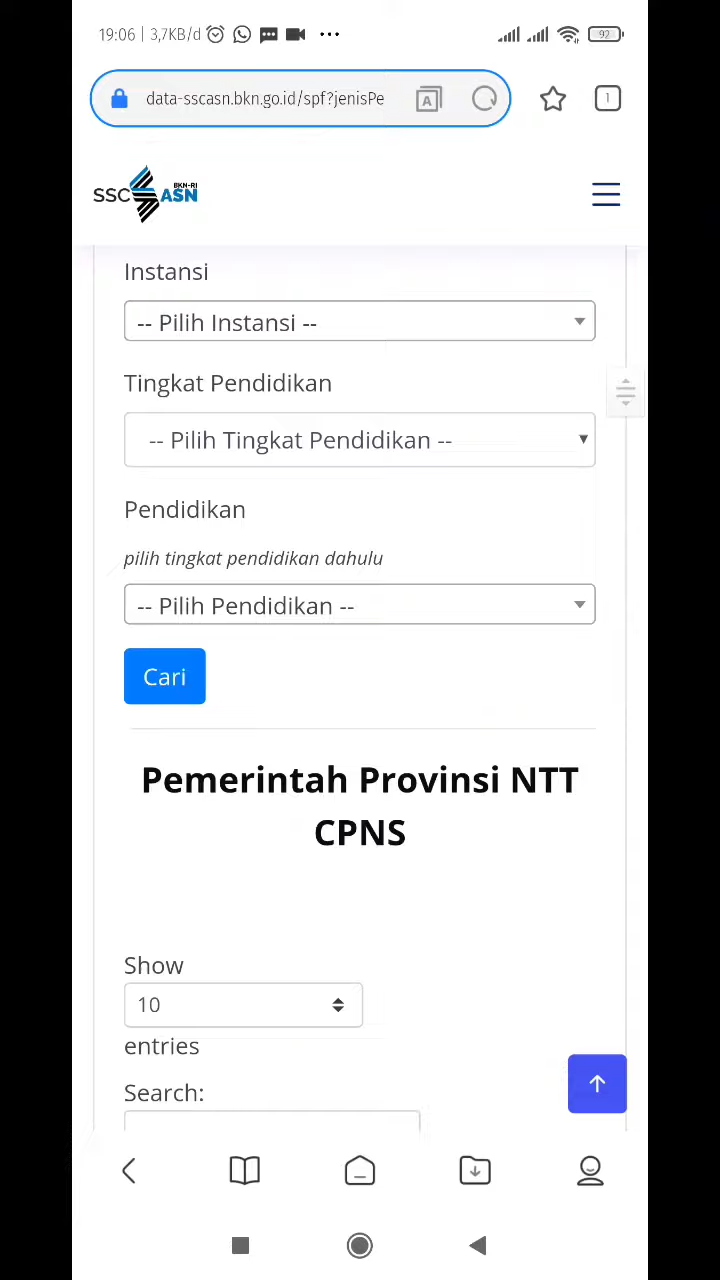 19:06 | 3,7KB/d
92
data-sscasn.bkn.go.id/spf?jenisPe
A
1
SSC ASN BKN-RI
Instansi
-- Pilih Instansi --
Tingkat Pendidikan
-- Pilih Tingkat Pendidikan --
Pendidikan
pilih tingkat pendidikan dahulu
-- Pilih Pendidikan --
Cari
Pemerintah Provinsi NTT
CPNS
Show
10
entries
Search: